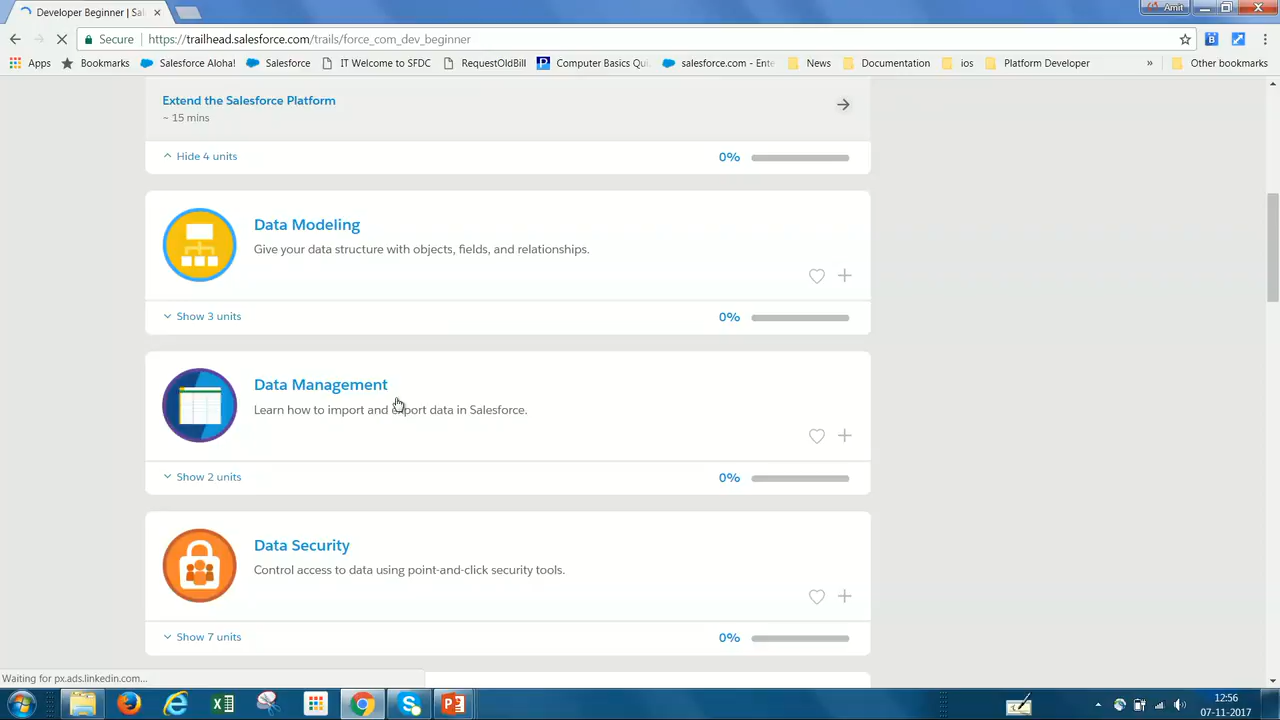 Developer Beginner | Sal
Amit
Secure https://trailhead.salesforce.com/trails/force_com_dev_beginner
Apps Bookmarks Salesforce Aloha! Salesforce IT Welcome to SFDC RequestOldBill Computer Basics Qui salesforce.com - Ente News Documentation ios Platform Developer » Other bookmarks
Extend the Salesforce Platform
~ 15 mins
Hide 4 units 0%
Data Modeling
Give your data structure with objects, fields, and relationships.
Show 3 units 0%
Data Management
Learn how to import and export data in Salesforce.
Show 2 units 0%
Data Security
Control access to data using point-and-click security tools.
Show 7 units 0%
Waiting for px.ads.linkedin.com...
12:56
07-11-2017